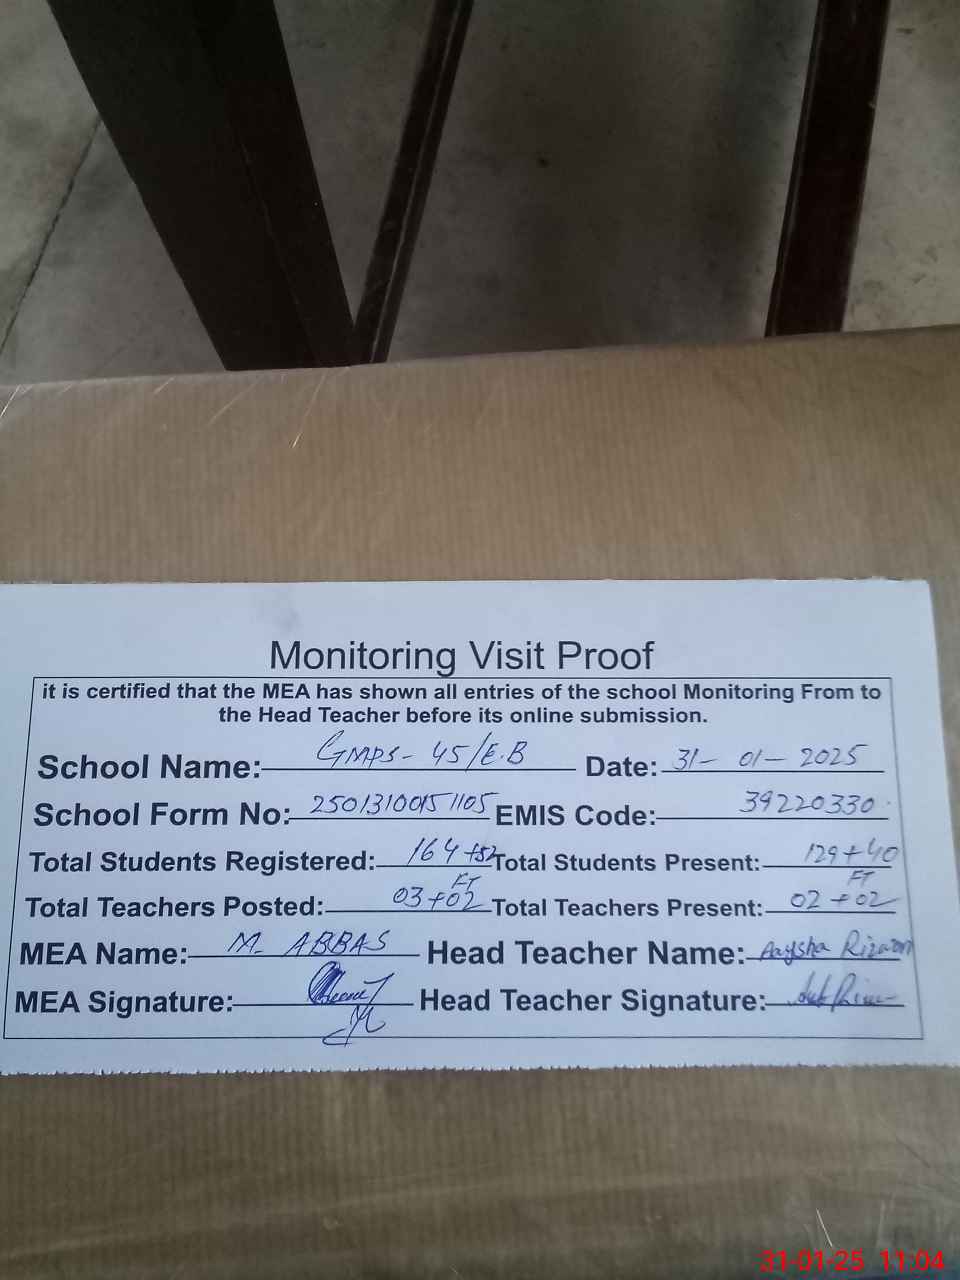 Monitoring Visit Proof
it is certified that the MEA has shown all entries of the school Monitoring From to
the Head Teacher before its online submission.
School Name: GMPS - 45/E.B Date: 31 - 01 - 2025
School Form No: 25013100151105 EMIS Code: 39220330
Total Students Registered: 164+52 Total Students Present: 129+40
Total Teachers Posted: 03+02 FT Total Teachers Present: 02+02 FT
MEA Name: M. ABBAS Head Teacher Name: Aaysha Rizwan
MEA Signature: Head Teacher Signature:
31-01-25 11:04